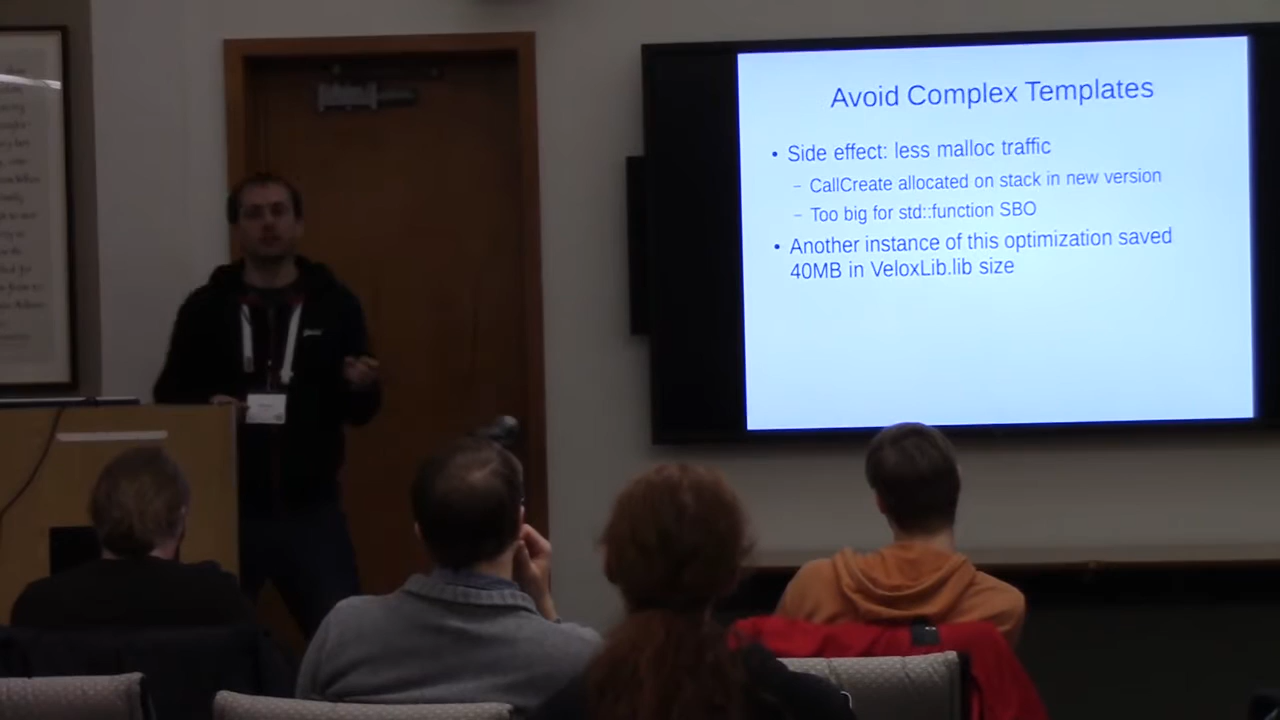 Avoid Complex Templates
• Side effect: less malloc traffic
– CallCreate allocated on stack in new version
– Too big for std::function SBO
• Another instance of this optimization saved
40MB in VeloxLib.lib size